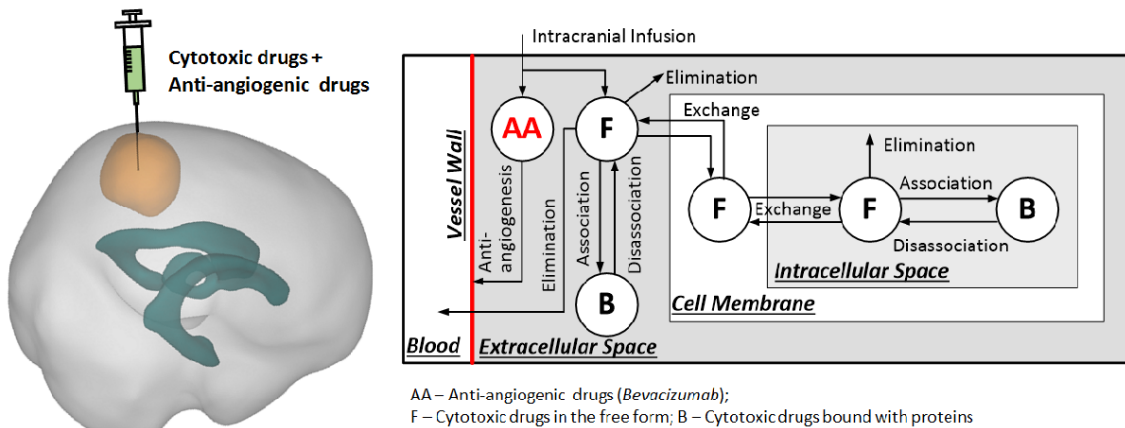 Cytotoxic drugs +
Anti-angiogenic drugs
Intracranial Infusion
Elimination
Exchange
AA
F
Vessel Wall
Anti-
angiogenesis
Elimination
Association
Disassociation
F
Exchange
F
Elimination
Association
B
Disassociation
Intracellular Space
B
Cell Membrane
Blood
Extracellular Space
AA – Anti-angiogenic drugs (Bevacizumab);
F – Cytotoxic drugs in the free form; B – Cytotoxic drugs bound with proteins